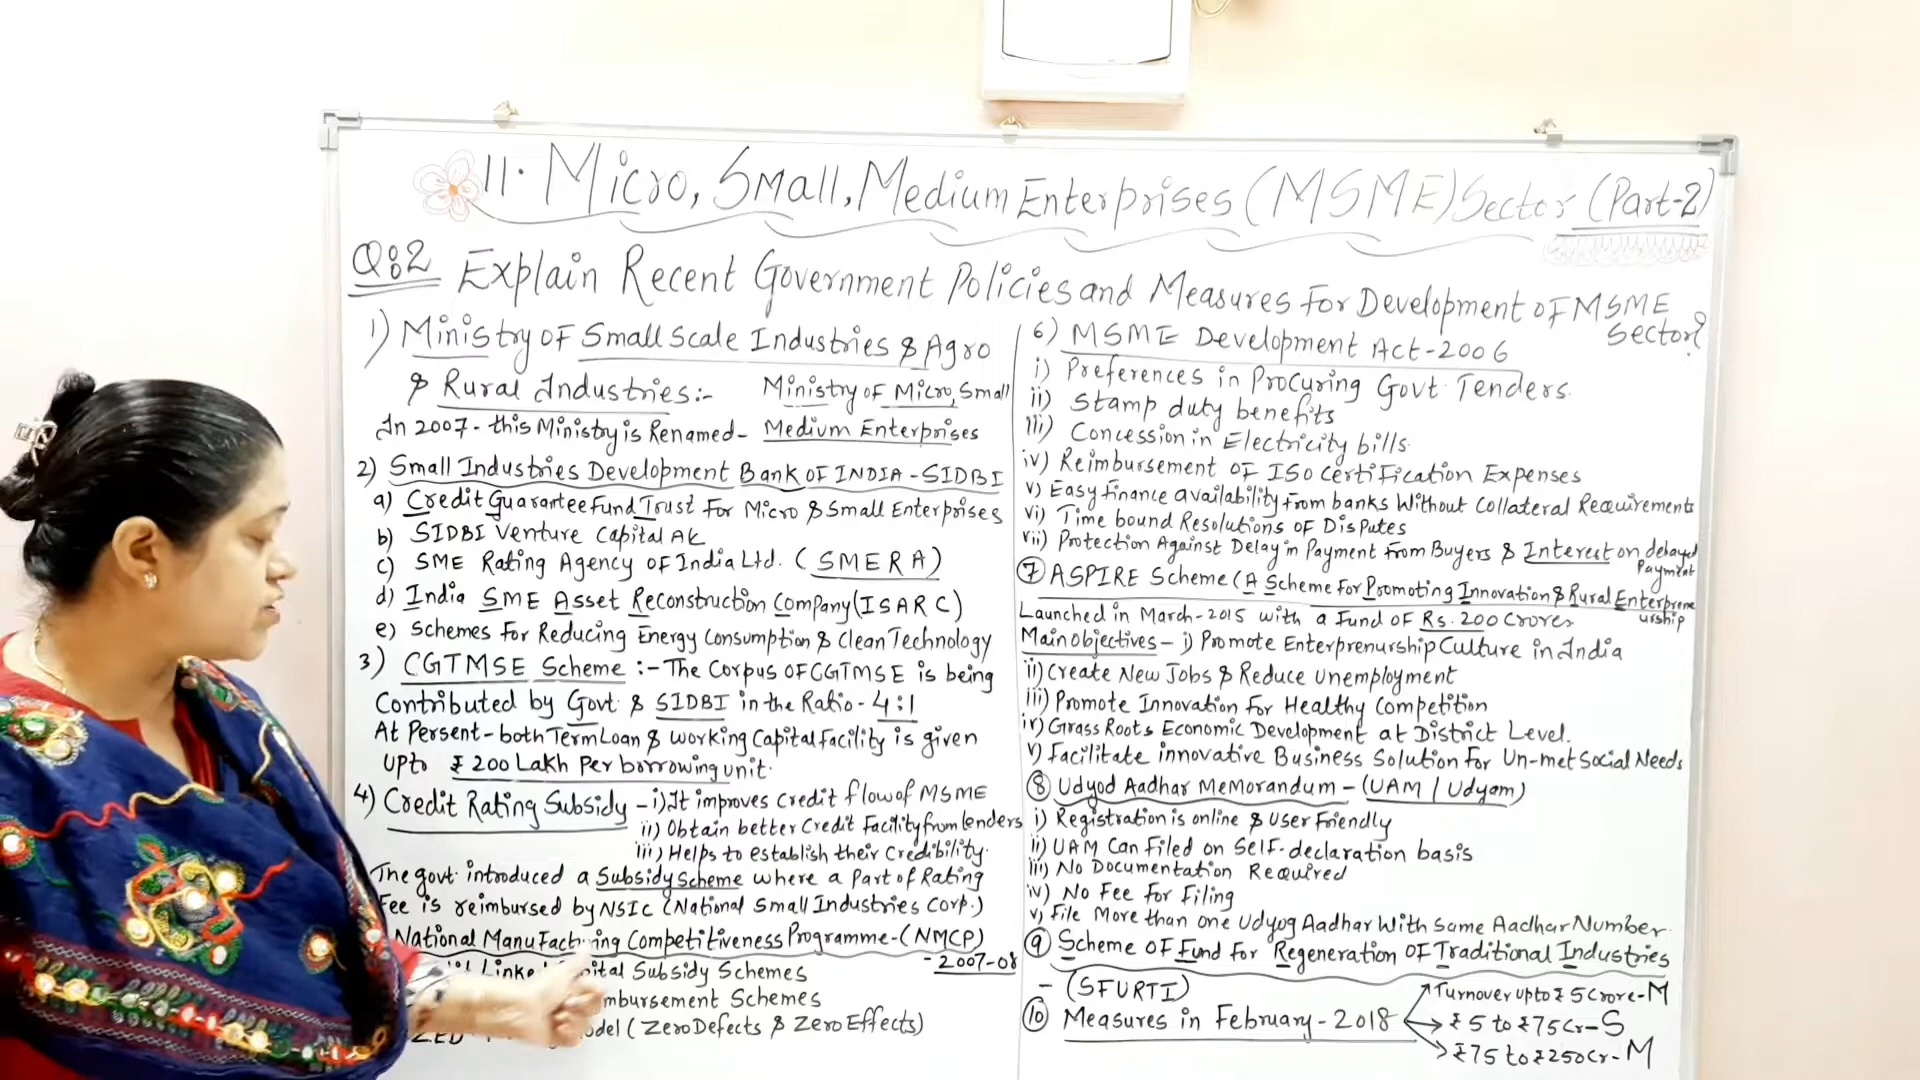 11. Micro, Small, Medium Enterprises (MSME) Sector (Part-2)
Q:2 Explain Recent Government Policies and Measures For Development of MSME
Sector?
1) Ministry of Small Scale Industries & Agro
& Rural Industries:- Ministry of Micro, Small
In 2007- this Ministry is Renamed- Medium Enterprises
2) Small Industries Development Bank of INDIA - SIDBI
a) Credit Guarantee Fund Trust For Micro & Small Enterprises
b) SIDBI Venture Capital
c) SME Rating Agency of India Ltd. (SMERA)
d) India SME Asset Reconstruction Company (ISARC)
e) Schemes For Reducing Energy Consumption & Clean Technology
3) CGTMSE Scheme :- The Corpus of CGTMSE is being
Contributed by Govt & SIDBI in the Ratio- 4:1
At Persent- both Term Loan & working Capital Facility is given
Upto ₹ 200 Lakh Per borrowing unit.
4) Credit Rating Subsidy - i) It improves Credit flow of MSME
ii) Obtain better Credit Facility from lenders
iii) Helps to establish their Credibility.
The govt. introduced a Subsidy Scheme where a Part of Rating
Fee is reimbursed by NSIC (National Small Industries Corp.)
National Manufacturing Competitiveness Programme- (NMCP)
- 2007-08
Subsidy Schemes
Schemes
ZED (Zero Defects & Zero Effects)
6) MSME Development Act-2006
i) Preferences in Procuring Govt. Tenders.
ii) Stamp duty benefits
iii) Concession in Electricity bills.
iv) Reimbursement of ISO Certification Expenses
v) Easy finance availability from banks Without Collateral Requirements
vi) Time bound Resolutions of Disputes
vii) Protection Against Delay in Payment from Buyers & Interest on delayed
Payment
7 ASPIRE Scheme (A Scheme for Promoting Innovation & Rural Enterprene
urship
Launched in March-2015 with a Fund of Rs. 200 Crores
Main objectives - i) Promote Enterprenurship Culture in India
ii) Create New Jobs & Reduce unemployment
iii) Promote Innovation for Healthy Competition
iv) Grass Roots Economic Development at District Level.
v) Facilitate innovative Business Solution for Un-met Social Needs
8 Udyod Aadhar Memorandum - (UAM / Udyam)
i) Registration is online & User Friendly
ii) UAM Can Filed on Self-declaration basis
iii) No Documentation Required
iv) No Fee for Filing
v) File More than one Udyog Aadhar With Same Aadhar Number.
9 Scheme of Fund for Regeneration of Traditional Industries
- (SFURTI)
10 Measures in February-2018
Turnover upto ₹ 5 Crore-M
₹ 5 to ₹75 Cr-S
₹75 to ₹250 Cr-M